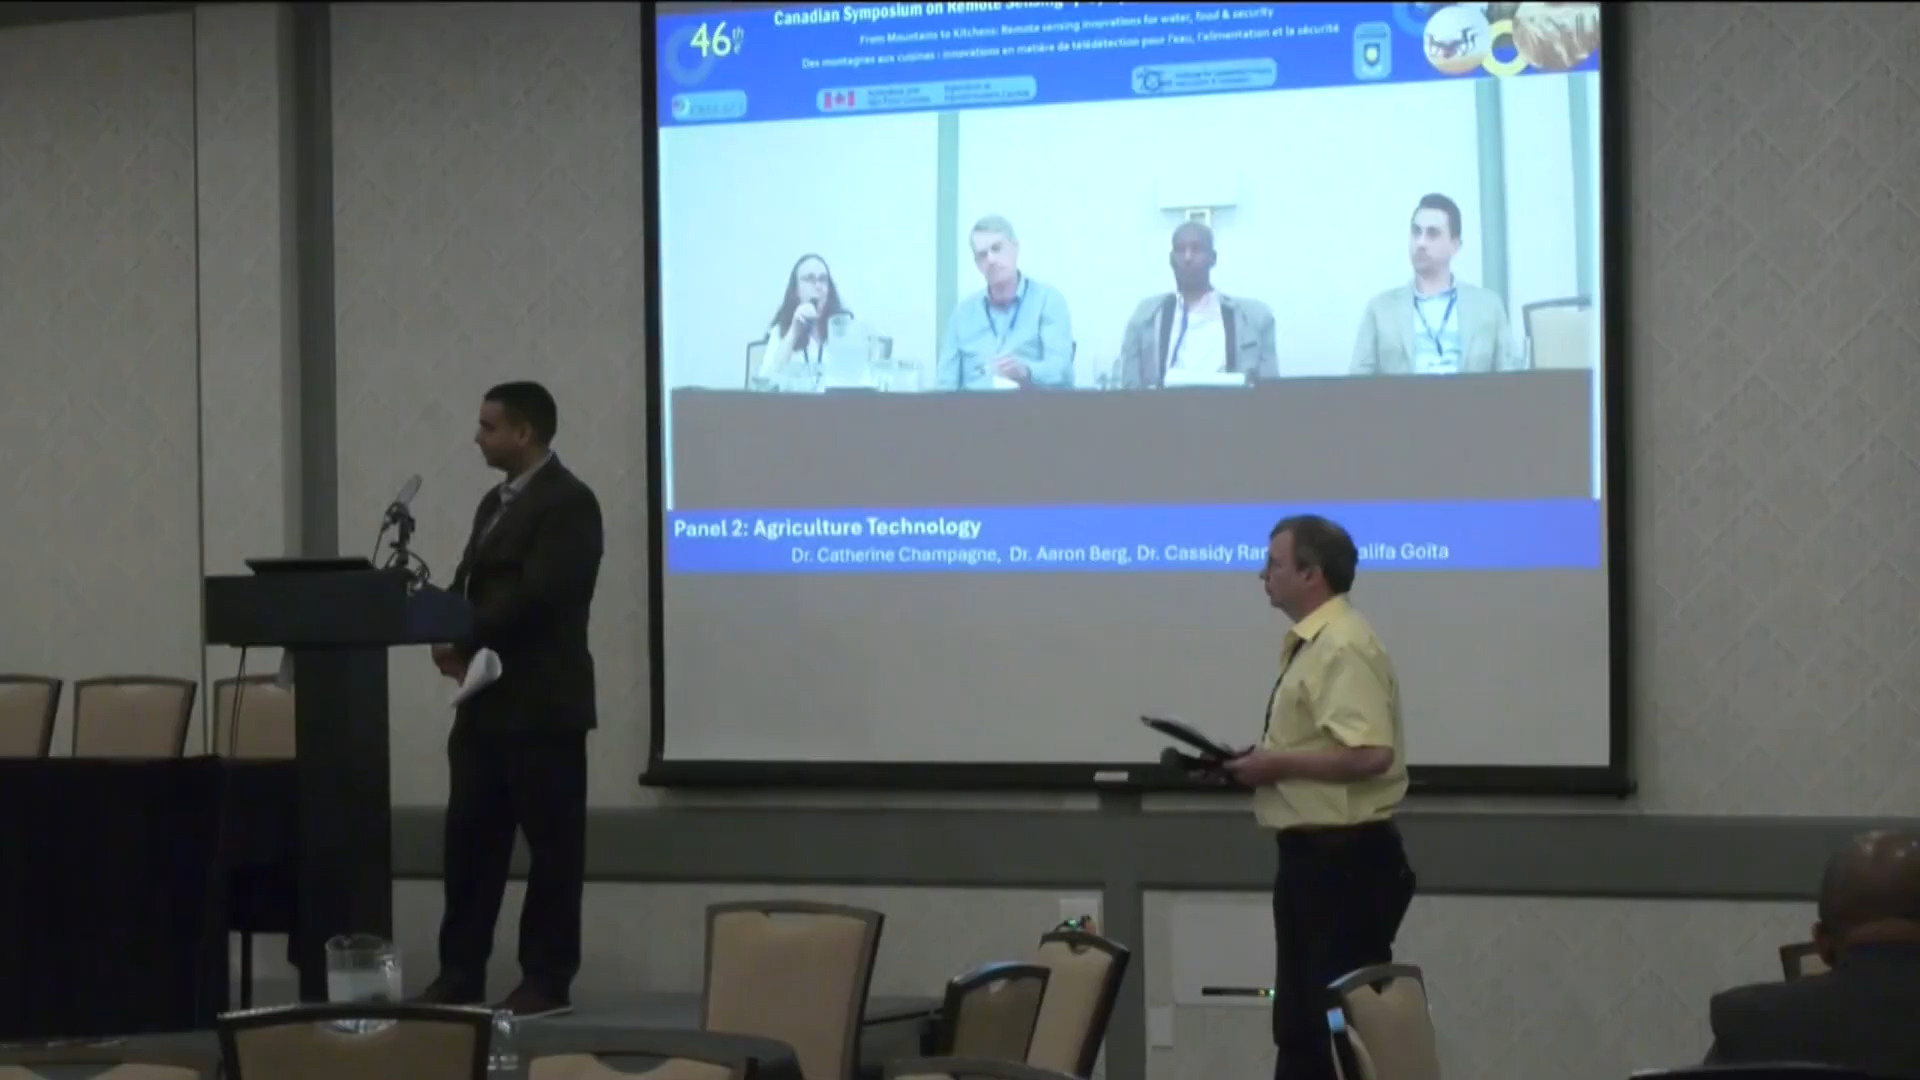 46th
e
Canadian Symposium on Remote Sensing
From Mountains to Kitchens: Remote sensing innovations for water, food & security
Des montagnes aux cuisines : innovations en matière de télédétection pour l'eau, l'alimentation et la sécurité
Panel 2: Agriculture Technology
Dr. Catherine Champagne, Dr. Aaron Berg, Dr. Cassidy Goïta